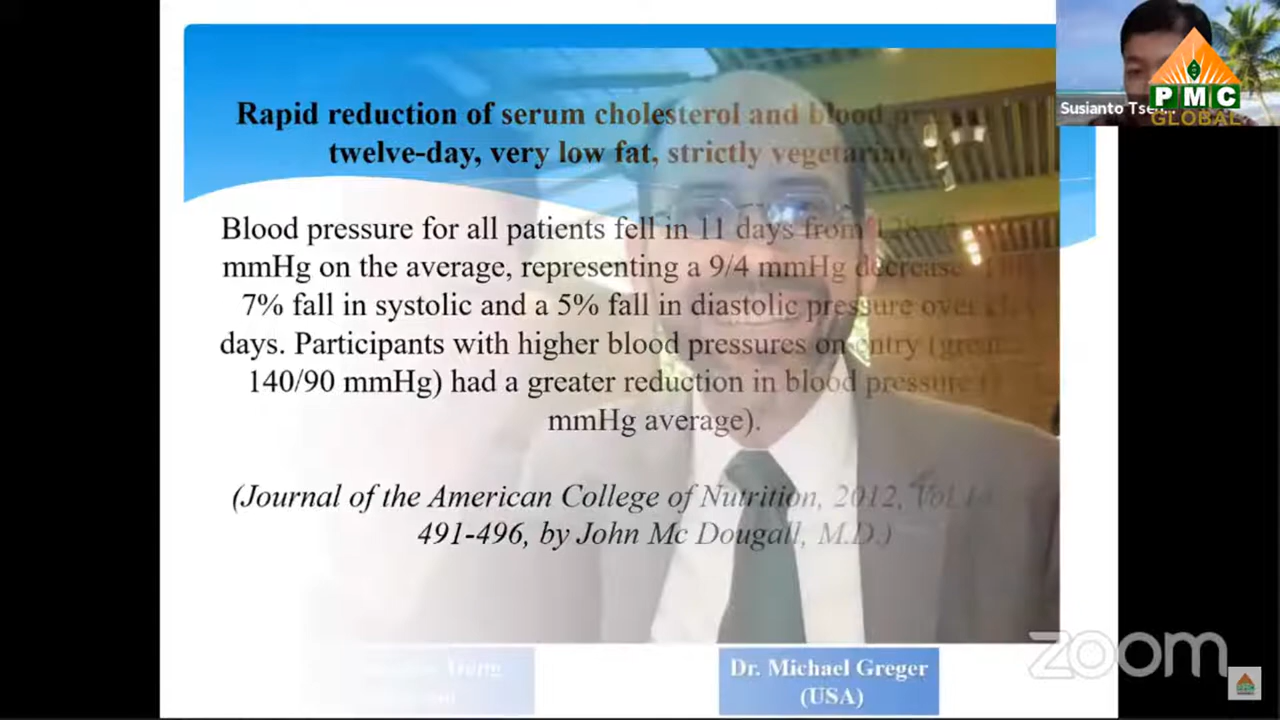 Rapid reduction of serum cholesterol and blood
twelve-day, very low fat, strictly vegetarian
Blood pressure for all patients fell in 11 days from
mmHg on the average, representing a 9/4 mmHg decrease.
7% fall in systolic and a 5% fall in diastolic pressure over
days. Participants with higher blood pressures on entry
140/90 mmHg) had a greater reduction in blood pressure
mmHg average).
(Journal of the American College of Nutrition, 2012, Vol
491-496, by John Mc Dougall, M.D.)
Dr. Michael Greger
(USA)
Susianto
PMC
GLOBAL
zoom